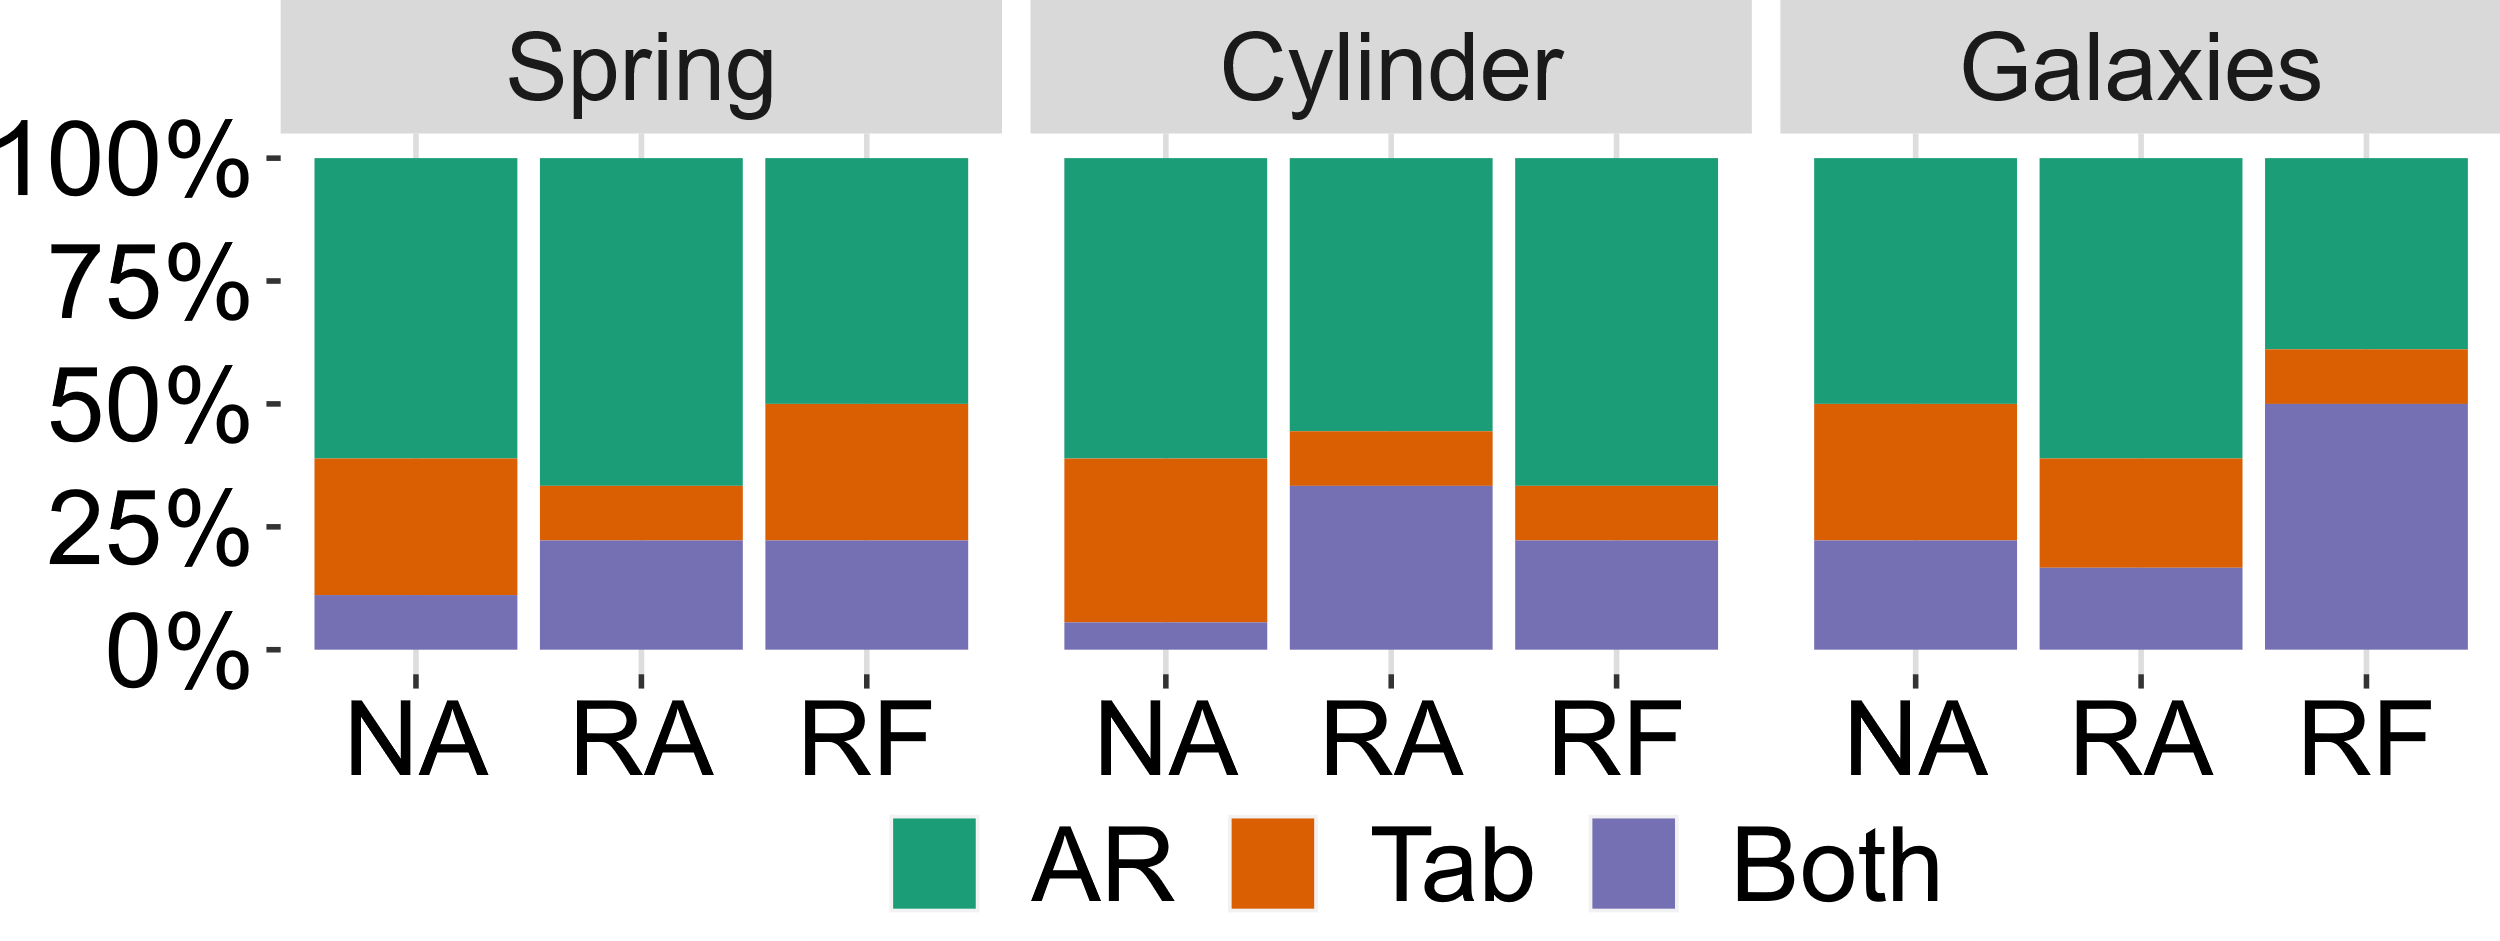 Spring Cylinder Galaxies
100%
75%
50%
25%
0%
NA RA RF NA RA RF NA RA RF
AR Tab Both